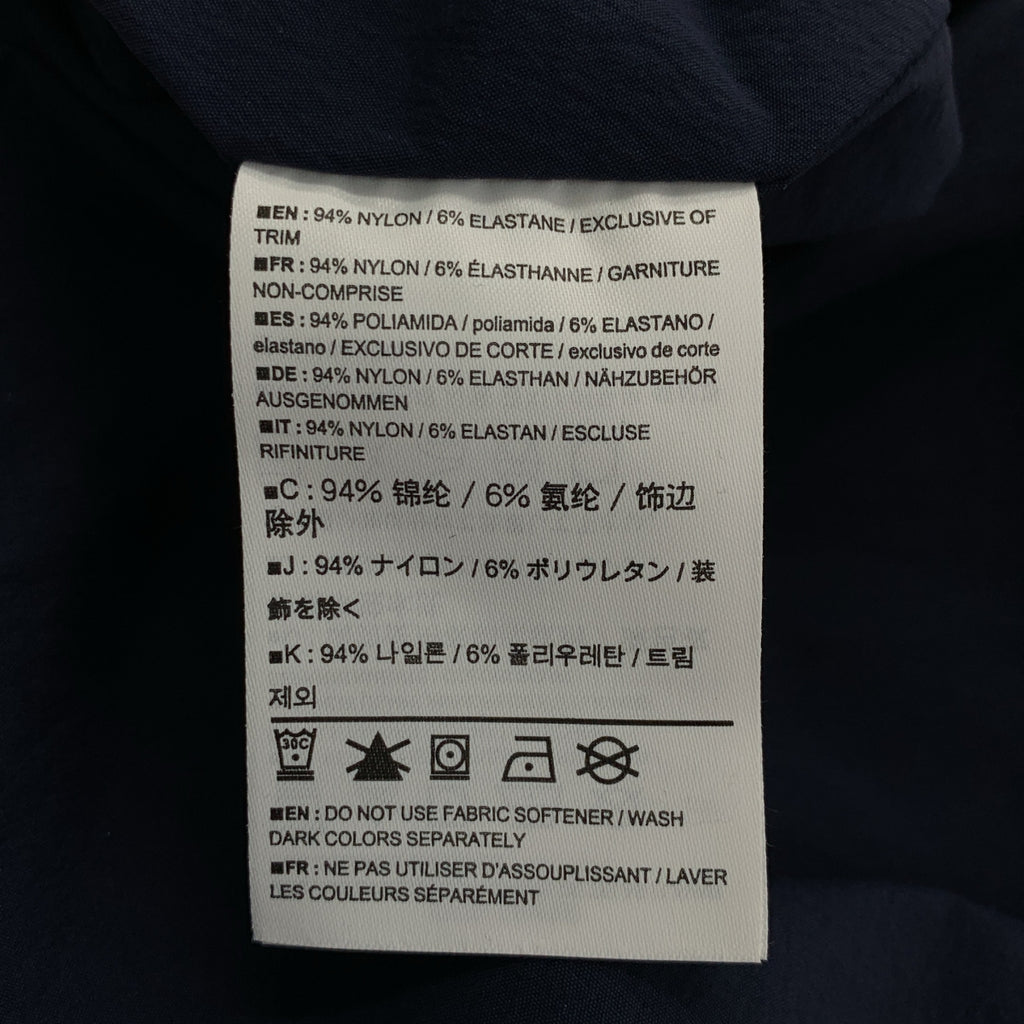 ■EN : 94% NYLON / 6% ELASTANE / EXCLUSIVE OF
TRIM
■FR : 94% NYLON / 6% ÉLASTHANNE / GARNITURE
NON-COMPRISE
■ES : 94% POLIAMIDA / poliamida / 6% ELASTANO /
elastano / EXCLUSIVO DE CORTE / exclusivo de corte
■DE : 94% NYLON / 6% ELASTHAN / NÄHZUBEHÖR
AUSGENOMMEN
■IT : 94% NYLON / 6% ELASTAN / ESCLUSE
RIFINITURE
■C : 94% 锦纶 / 6% 氨纶 / 饰边
除外
■J : 94% ナイロン / 6% ポリウレタン / 装
飾を除く
■K : 94% 나일론 / 6% 폴리우레탄 / 트림
제외
30C
■EN : DO NOT USE FABRIC SOFTENER / WASH
DARK COLORS SEPARATELY
■FR : NE PAS UTILISER D'ASSOUPLISSANT / LAVER
LES COULEURS SÉPARÉMENT